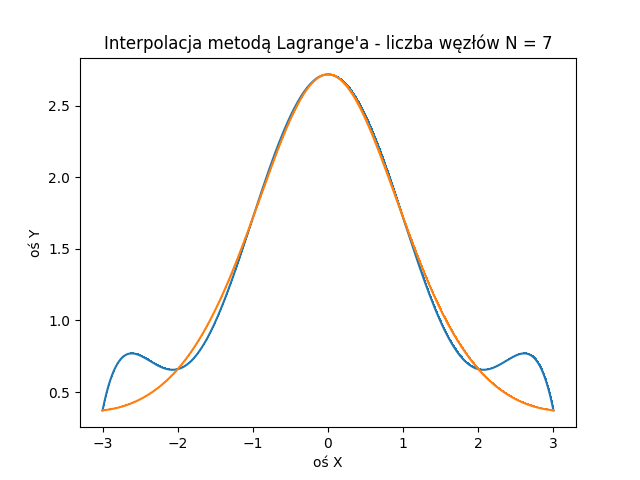 Interpolacja metodą Lagrange'a - liczba węzłów N = 7
2.5
2.0
1.5
1.0
0.5
oś Y
−3 −2 −1 0 1 2 3
oś X